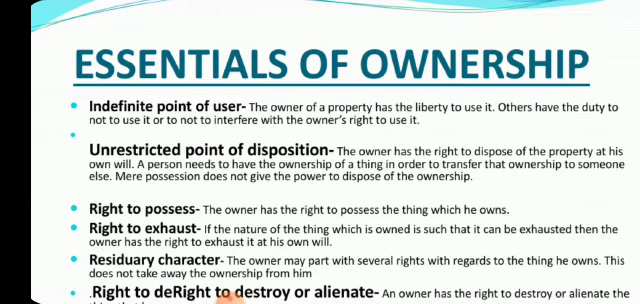 ESSENTIALS OF OWNERSHIP
Indefinite point of user- The owner of a property has the liberty to use it. Others have the duty to
not to use it or to not to interfere with the owner's right to use it.
Unrestricted point of disposition- The owner has the right to dispose of the property at his
own will. A person needs to have the ownership of a thing in order to transfer that ownership to someone
else. Mere possession does not give the power to dispose of the ownership.
Right to possess- The owner has the right to possess the thing which he owns.
Right to exhaust- If the nature of the thing which is owned is such that it can be exhausted then the
owner has the right to exhaust it at his own will.
Residuary character- The owner may part with several rights with regards to the thing he owns. This
does not take away the ownership from him
.Right to deRight to destroy or alienate- An owner has the right to destroy or alienate the